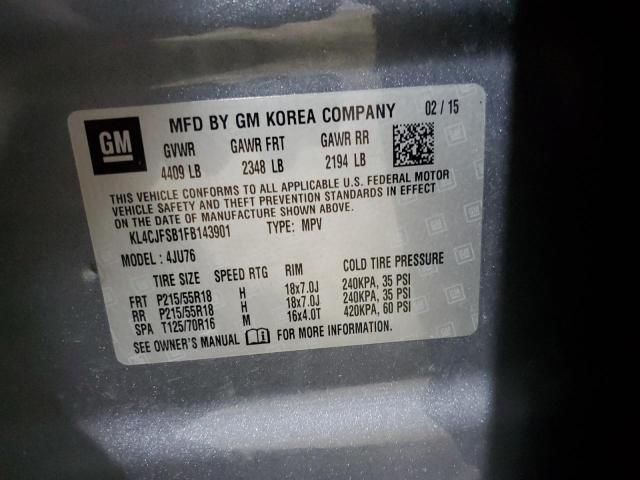 GM
MFD BY GM KOREA COMPANY 02 / 15
GVWR GAWR FRT GAWR RR
4409 LB 2348 LB 2194 LB
THIS VEHICLE CONFORMS TO ALL APPLICABLE U.S. FEDERAL MOTOR
VEHICLE SAFETY AND THEFT PREVENTION STANDARDS IN EFFECT
ON THE DATE OF MANUFACTURE SHOWN ABOVE.
KL4CJFSB1FB143901 TYPE: MPV
MODEL : 4JU76
TIRE SIZE SPEED RTG RIM COLD TIRE PRESSURE
FRT P215/55R18 H 18x7.0J 240KPA, 35 PSI
RR P215/55R18 H 18x7.0J 240KPA, 35 PSI
SPA T125/70R16 M 16x4.0T 420KPA, 60 PSI
SEE OWNER'S MANUAL FOR MORE INFORMATION.